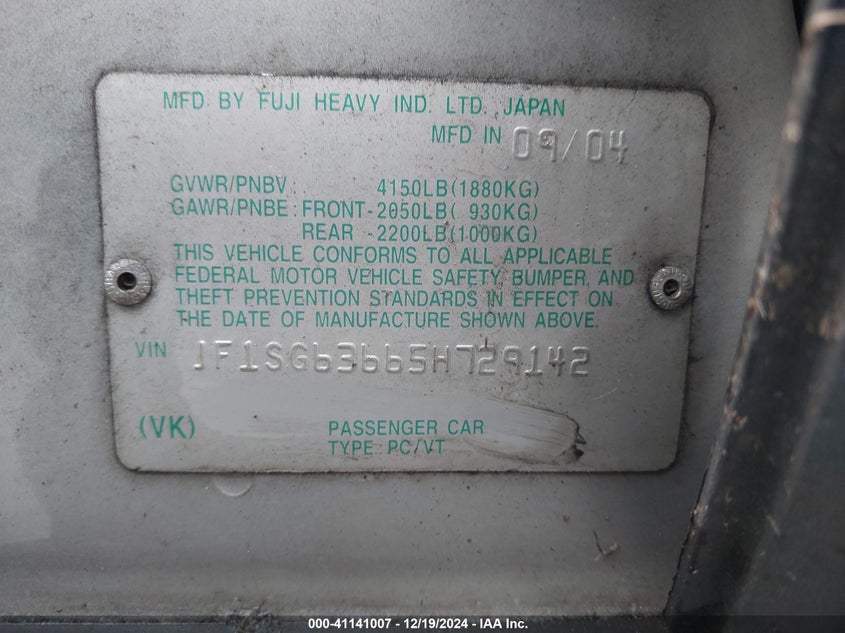 MFD. BY FUJI HEAVY IND. LTD. JAPAN
MFD IN 09/04
GVWR/PNBV 4150LB(1880KG)
GAWR/PNBE:FRONT-2050LB( 930KG)
REAR -2200LB(1000KG)
THIS VEHICLE CONFORMS TO ALL APPLICABLE
FEDERAL MOTOR VEHICLE SAFETY BUMPER, AND
THEFT PREVENTION STANDARDS IN EFFECT ON
THE DATE OF MANUFACTURE SHOWN ABOVE.
VIN JF1SG63665H729142
(VK) PASSENGER CAR
TYPE: PC/VT
000-41141007 - 12/19/2024 - IAA Inc.